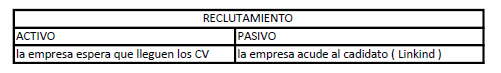 RECLUTAMIENTO
ACTIVO PASIVO
la empresa espera que lleguen los CV la empresa acude al cadidato ( Linkind )